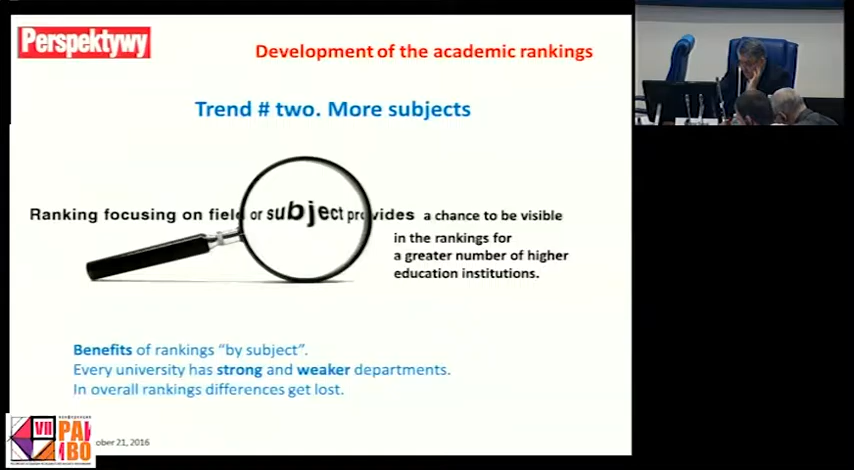 Perspektywy
Development of the academic rankings
Trend # two. More subjects
Ranking focusing on field or subject provides a chance to be visible
in the rankings for
a greater number of higher
education institutions.
Benefits of rankings "by subject".
Every university has strong and weaker departments.
In overall rankings differences get lost.
VII
РАН
ВО
ober 21, 2016